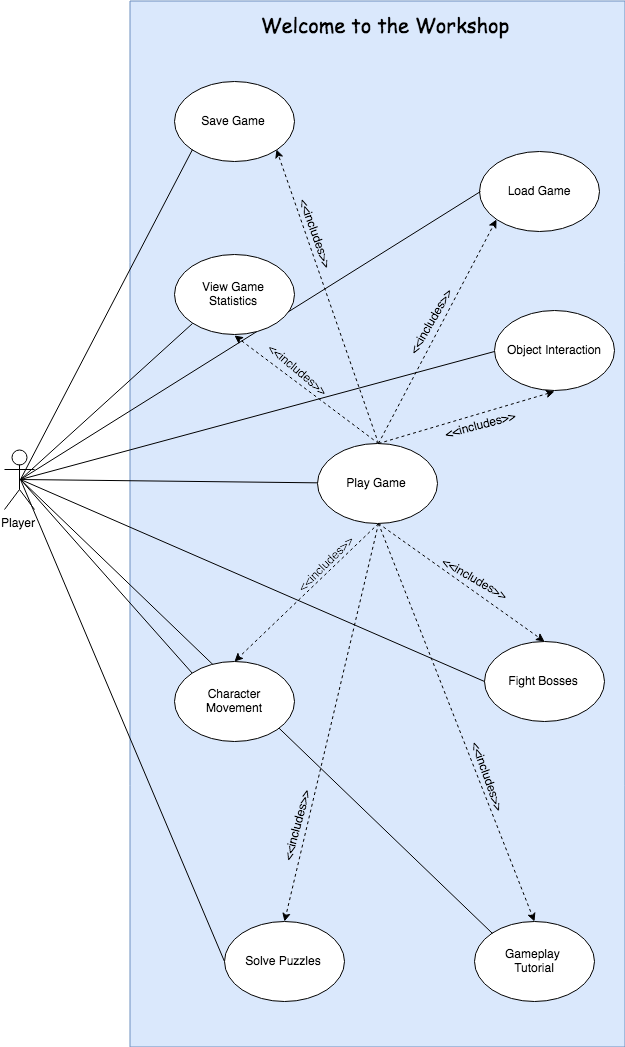 Welcome to the Workshop
Save Game
Load Game
<<includes>>
View Game
Statistics
<<includes>>
Object Interaction
<<includes>>
<<includes>>
Play Game
Player
<<includes>>
<<includes>>
Fight Bosses
Character
Movement
<<includes>>
<<includes>>
Solve Puzzles
Gameplay
Tutorial